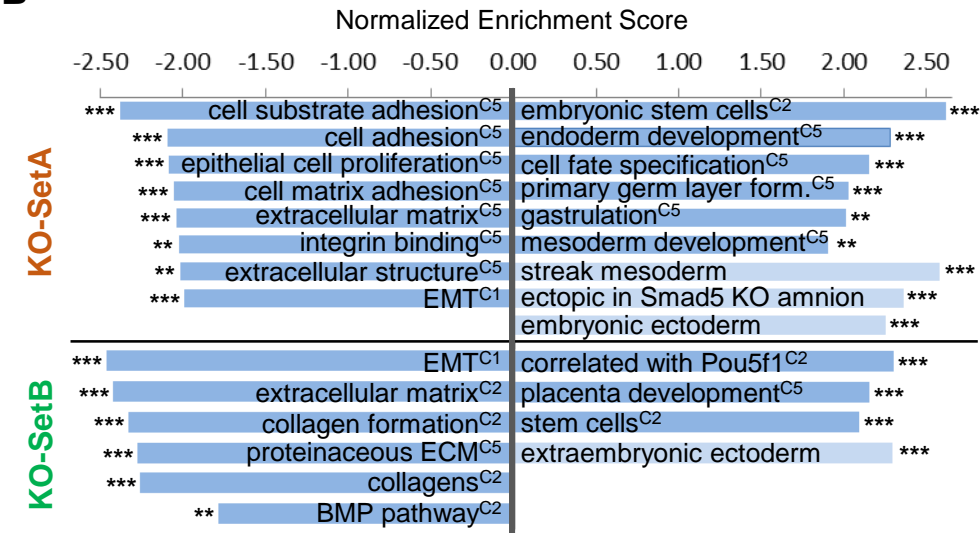 Normalized Enrichment Score
-2.50 -2.00 -1.50 -1.00 -0.50 0.00 0.50 1.00 1.50 2.00 2.50
KO-SetA
*** cell substrate adhesionC5 embryonic stem cellsC2 ***
*** cell adhesionC5 endoderm developmentC5 ***
*** epithelial cell proliferationC5 cell fate specificationC5 ***
*** cell matrix adhesionC5 primary germ layer form.C5 ***
*** extracellular matrixC5 gastrulationC5 **
** integrin bindingC5 mesoderm developmentC5 **
** extracellular structureC5 streak mesoderm ***
*** EMTC1 ectopic in Smad5 KO amnion ***
embryonic ectoderm ***
KO-SetB
*** EMTC1 correlated with Pou5f1C2 ***
*** extracellular matrixC2 placenta developmentC5 ***
*** collagen formationC2 stem cellsC2 ***
*** proteinaceous ECMC5 extraembryonic ectoderm ***
*** collagensC2
** BMP pathwayC2